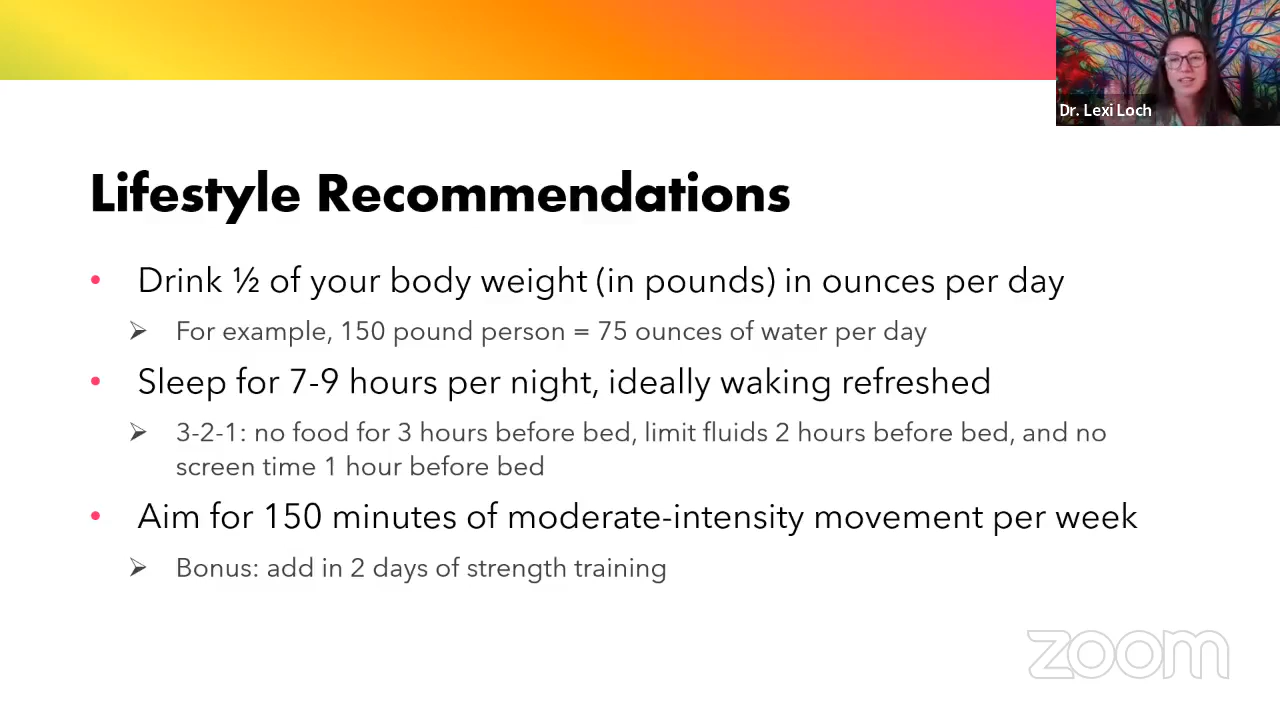 Dr. Lexi Loch
Lifestyle Recommendations
• Drink ½ of your body weight (in pounds) in ounces per day
➢ For example, 150 pound person = 75 ounces of water per day
• Sleep for 7-9 hours per night, ideally waking refreshed
➢ 3-2-1: no food for 3 hours before bed, limit fluids 2 hours before bed, and no
screen time 1 hour before bed
• Aim for 150 minutes of moderate-intensity movement per week
➢ Bonus: add in 2 days of strength training
zoom